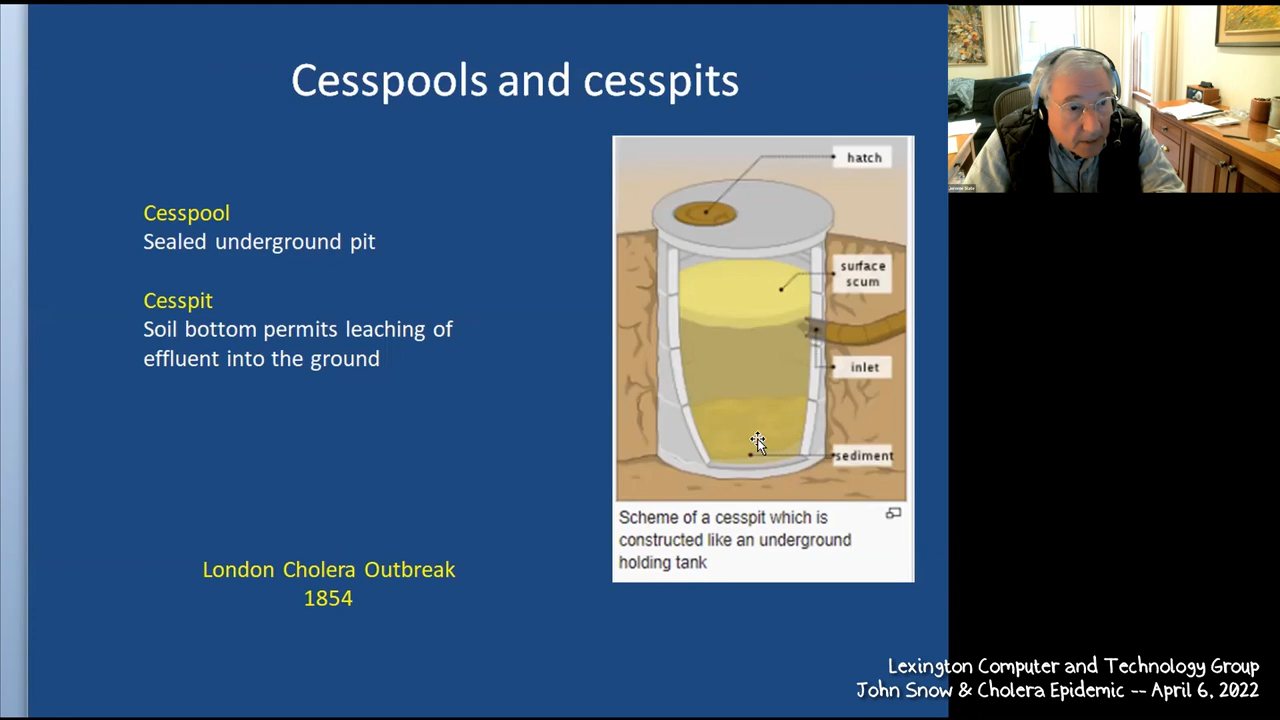 Cesspools and cesspits
Cesspool
Sealed underground pit
Cesspit
Soil bottom permits leaching of
effluent into the ground
London Cholera Outbreak
1854
hatch
surface
scum
inlet
sediment
Scheme of a cesspit which is
constructed like an underground
holding tank
Lexington Computer and Technology Group
John Snow & Cholera Epidemic -- April 6, 2022